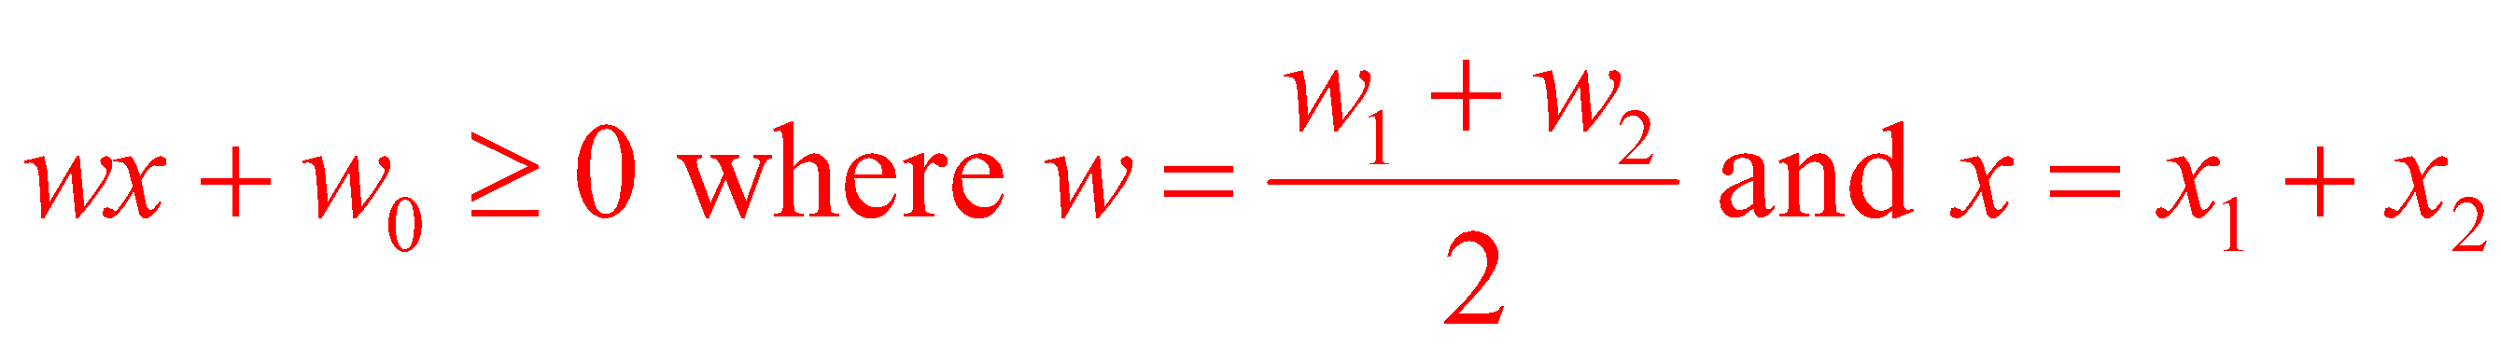 wx + w₀ ≥ 0 where w = (w₁ + w₂)/2 and x = x₁ + x₂